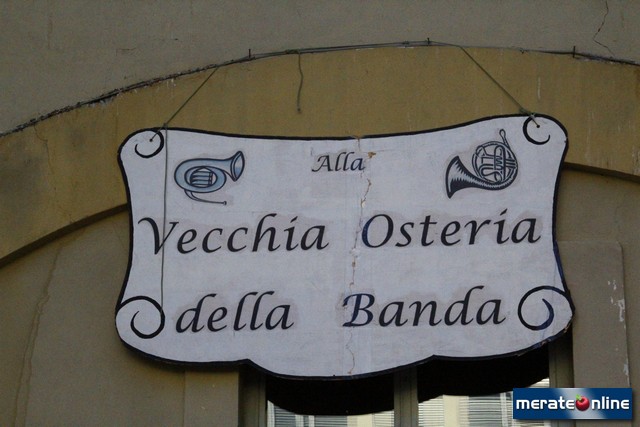 Alla
Vecchia Osteria
della Banda
merateonline